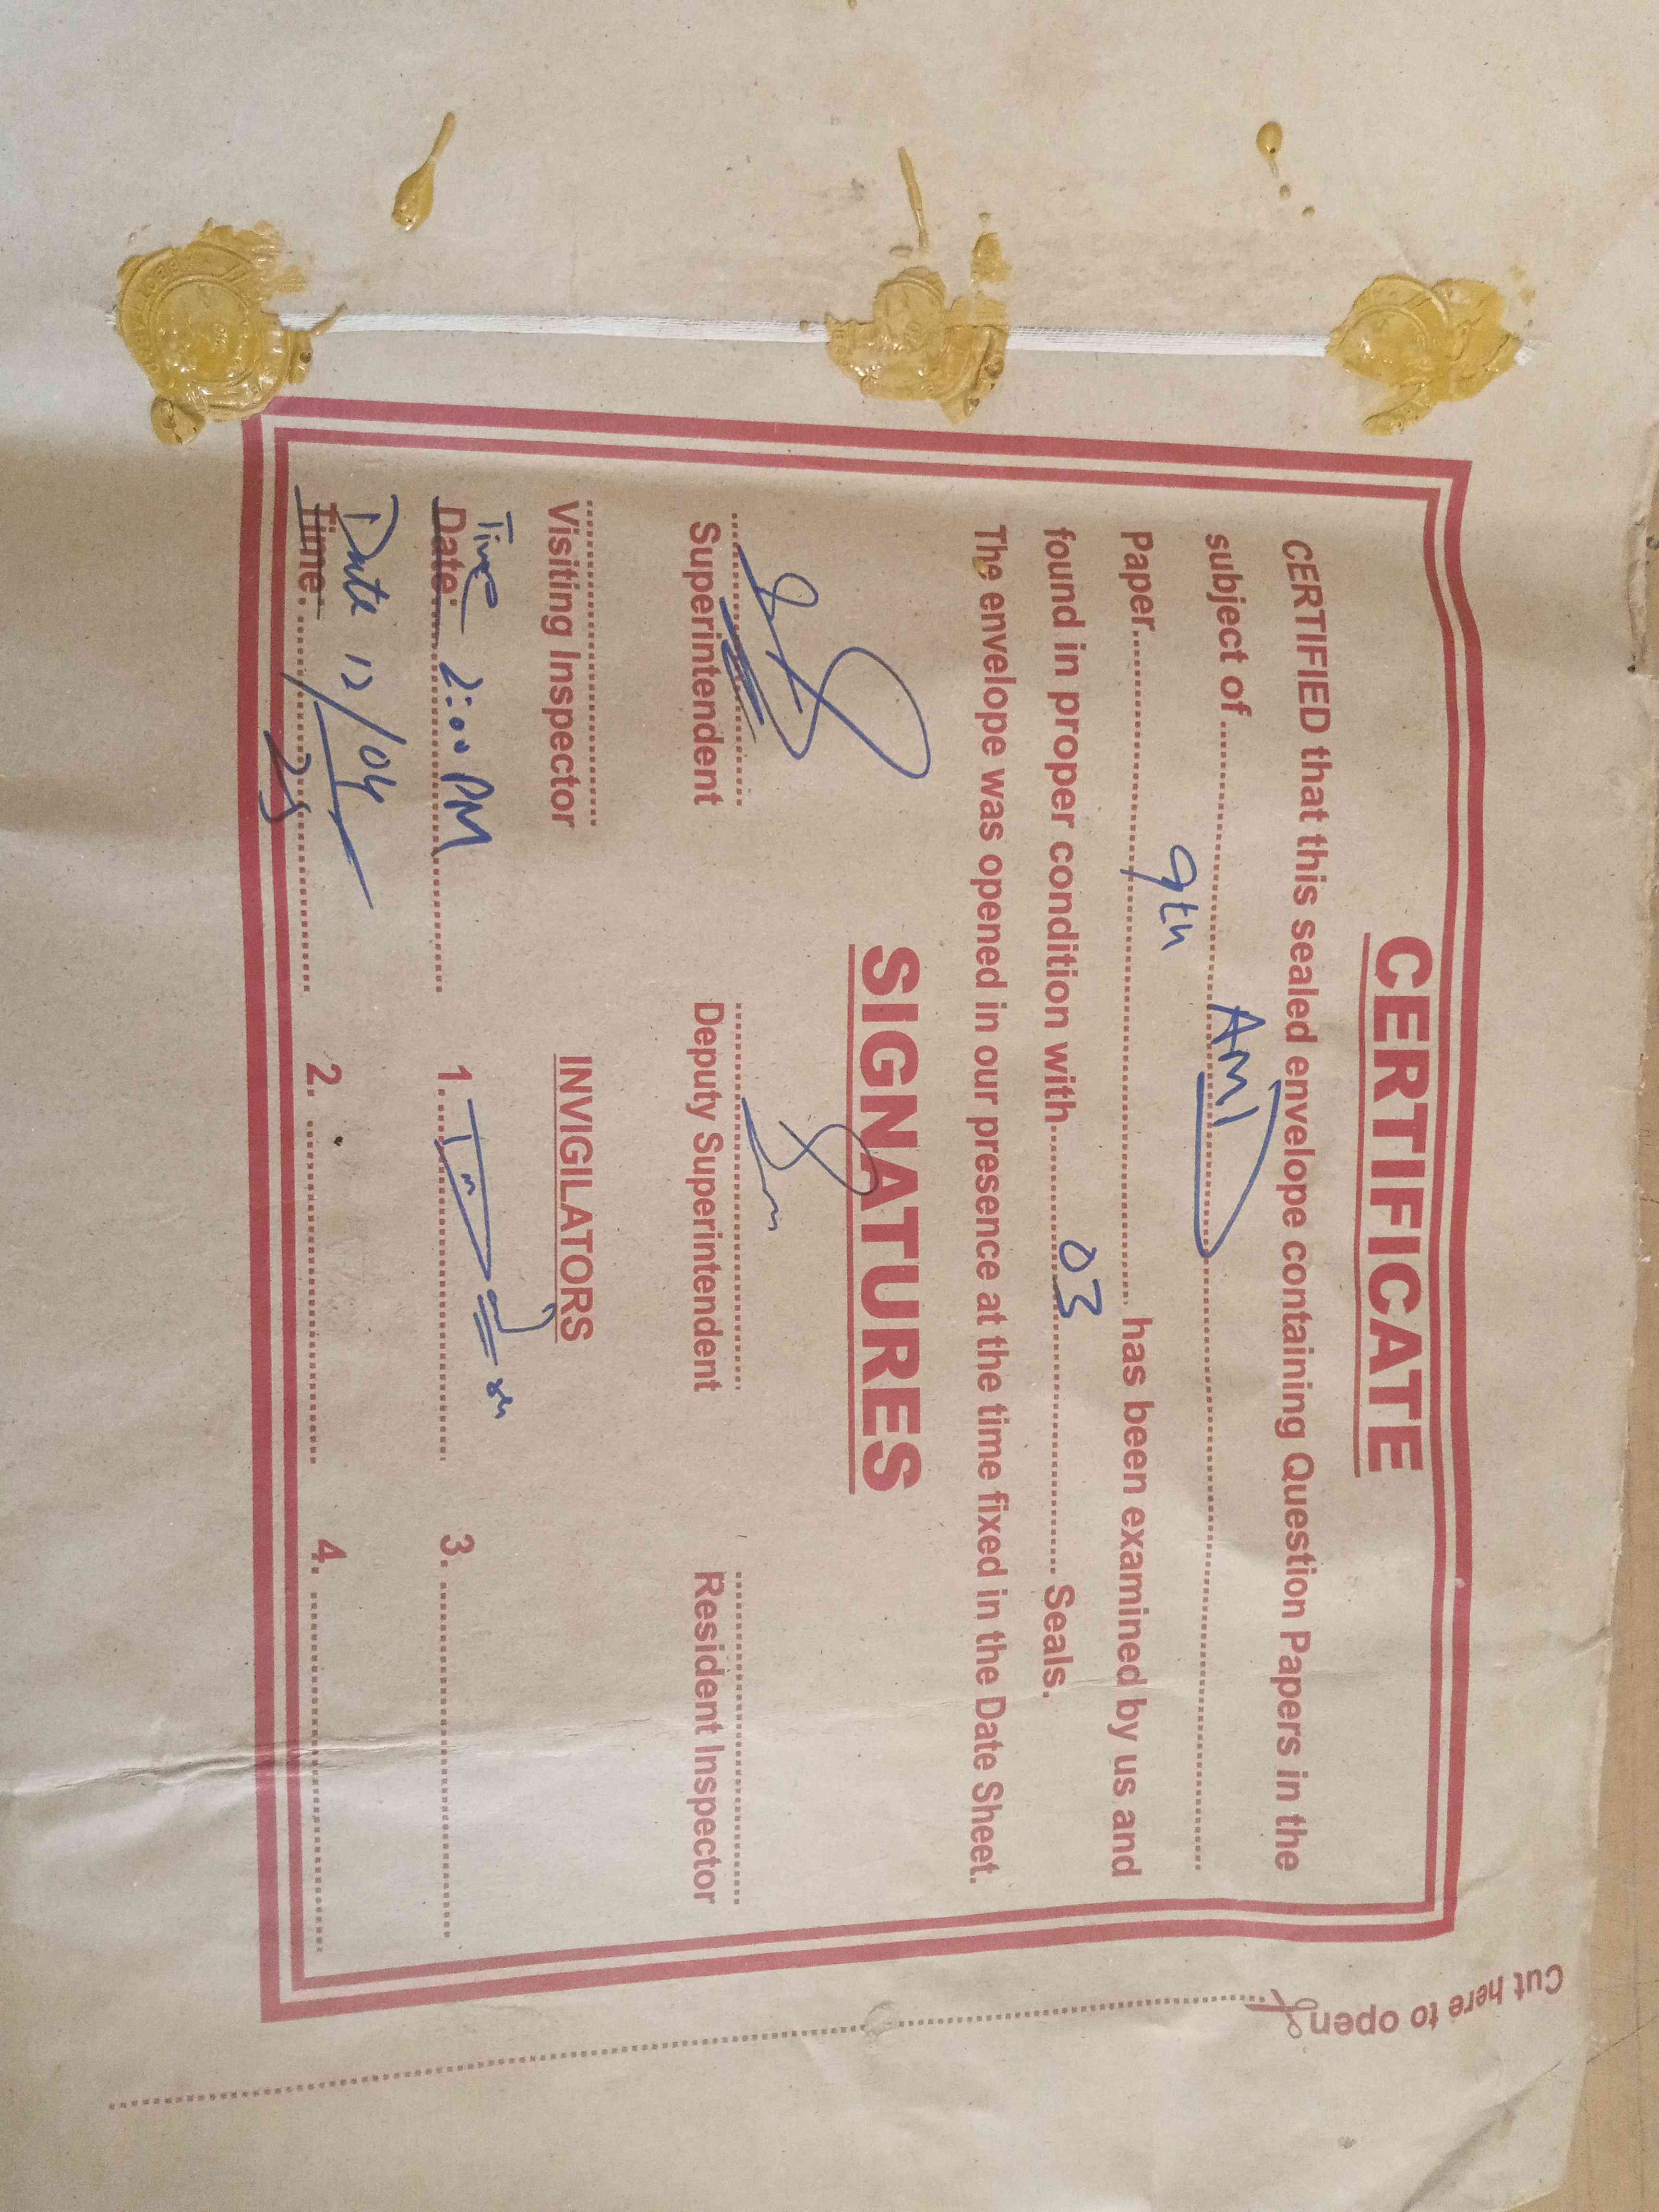 CERTIFICATE
CERTIFIED that this sealed envelope containing Question Papers in the
subject of ........ AMI ........
Paper........ 9th ........ has been examined by us and
found in proper condition with ........ 03 ........ Seals.
The envelope was opened in our presence at the time fixed in the Date Sheet.
SIGNATURES
Superintendent Deputy Superintendent Resident Inspector
Visiting Inspector INVIGILATORS
Time
Date: 2:00 PM 1. 3.
Date 12/04
25
Time: 2. 4.
Cut here to open